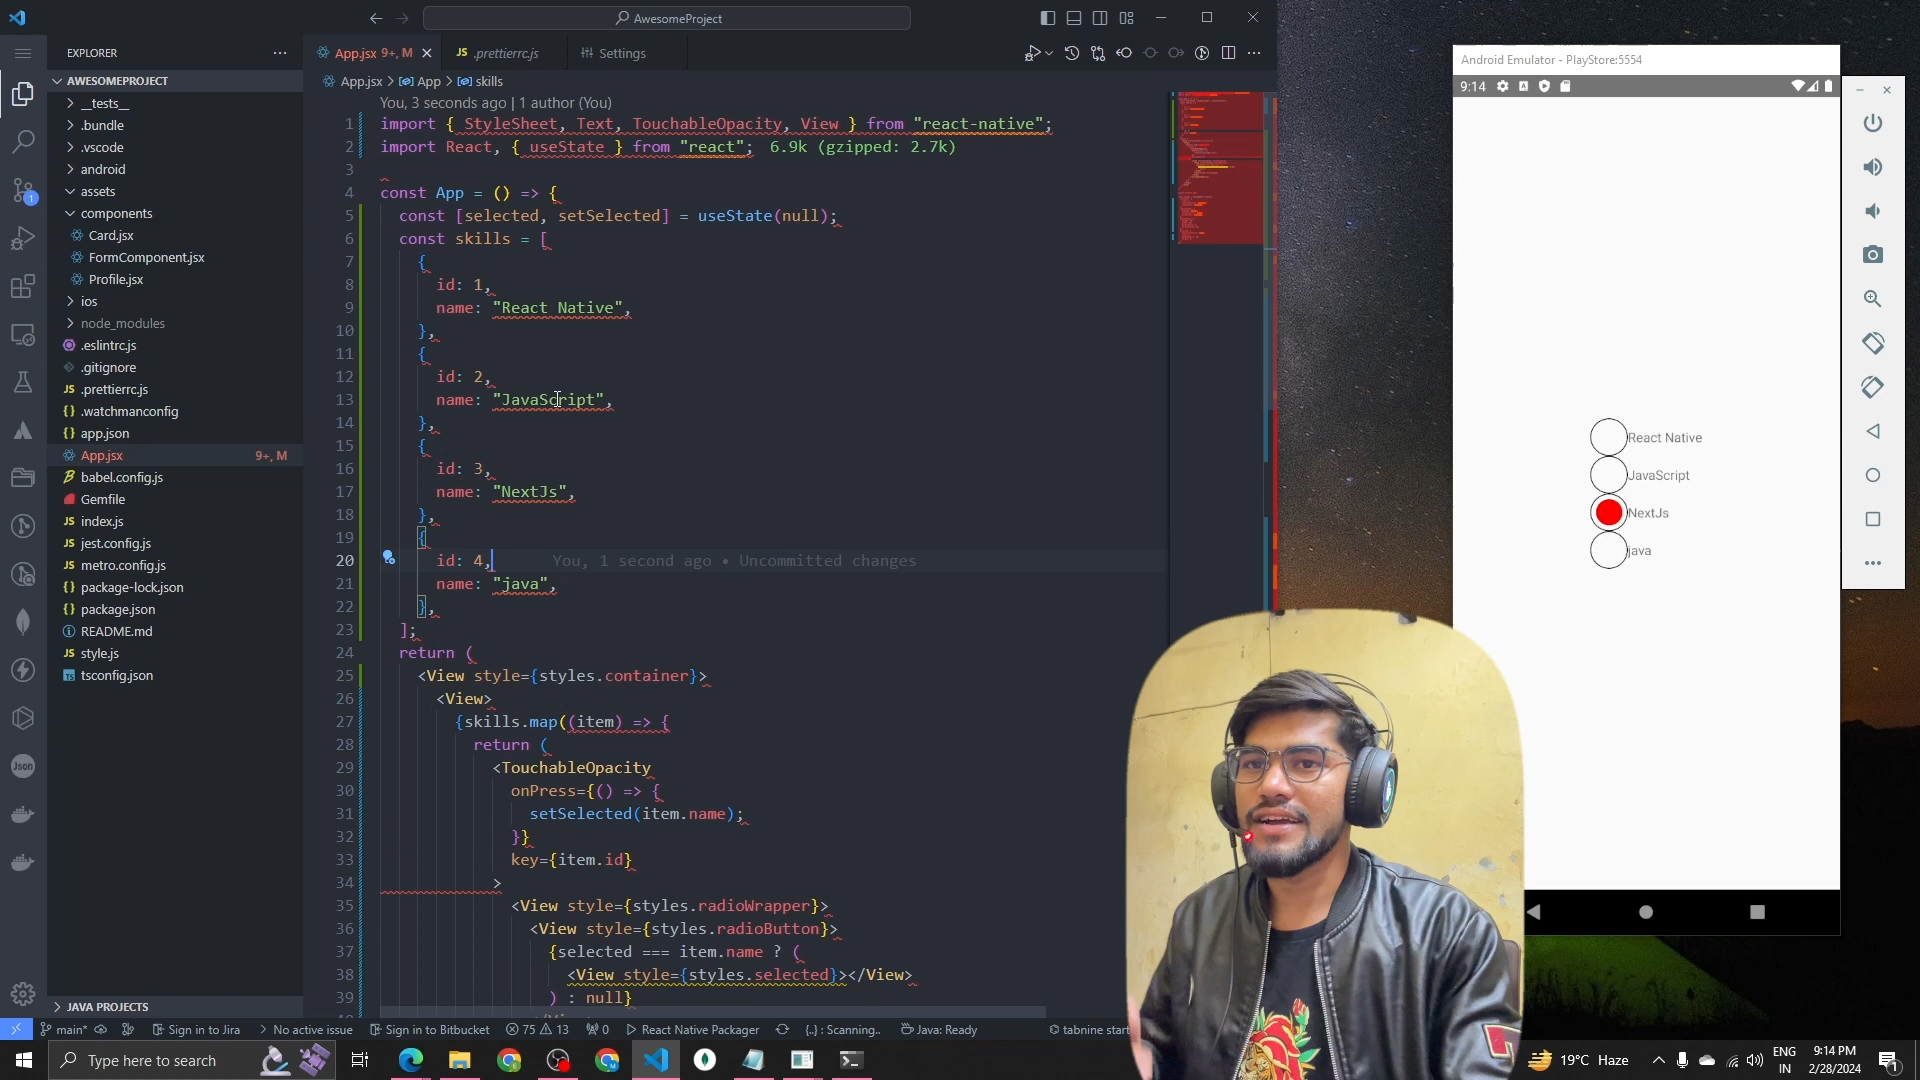 AwesomeProject
EXPLORER
App.jsx 9+, M
JS .prettierrc.js
Settings
AWESOMEPROJECT
__tests__
.bundle
.vscode
android
assets
components
Card.jsx
FormComponent.jsx
Profile.jsx
ios
node_modules
.eslintrc.js
.gitignore
JS .prettierrc.js
.watchmanconfig
{} app.json
App.jsx 9+, M
babel.config.js
Gemfile
JS index.js
JS jest.config.js
JS metro.config.js
{} package-lock.json
{} package.json
README.md
JS style.js
TS tsconfig.json
JAVA PROJECTS
1
Json
App.jsx > App > skills
You, 3 seconds ago | 1 author (You)
1 import { StyleSheet, Text, TouchableOpacity, View } from "react-native";
2 import React, { useState } from "react"; 6.9k (gzipped: 2.7k)
3
4 const App = () => {
5 const [selected, setSelected] = useState(null);
6 const skills = [
7 {
8 id: 1,
9 name: "React Native",
10 },
11 {
12 id: 2,
13 name: "JavaScript",
14 },
15 {
16 id: 3,
17 name: "NextJs",
18 },
19 {
20 id: 4, You, 1 second ago • Uncommitted changes
21 name: "java",
22 },
23 ];
24 return (
25 <View style={styles.container}>
26 <View>
27 {skills.map((item) => {
28 return (
29 <TouchableOpacity
30 onPress={() => {
31 setSelected(item.name);
32 }}
33 key={item.id}
34 >
35 <View style={styles.radioWrapper}>
36 <View style={styles.radioButton}>
37 {selected === item.name ? (
38 <View style={styles.selected}></View>
39 ) : null}
main* Sign in to Jira No active issue Sign in to Bitbucket 75 13 0 React Native Packager {..} : Scanning.. Java: Ready tabnine start
Android Emulator - PlayStore:5554
9:14
React Native
JavaScript
NextJs
java
Type here to search
19°C Haze
ENG
IN
9:14 PM
2/28/2024
1